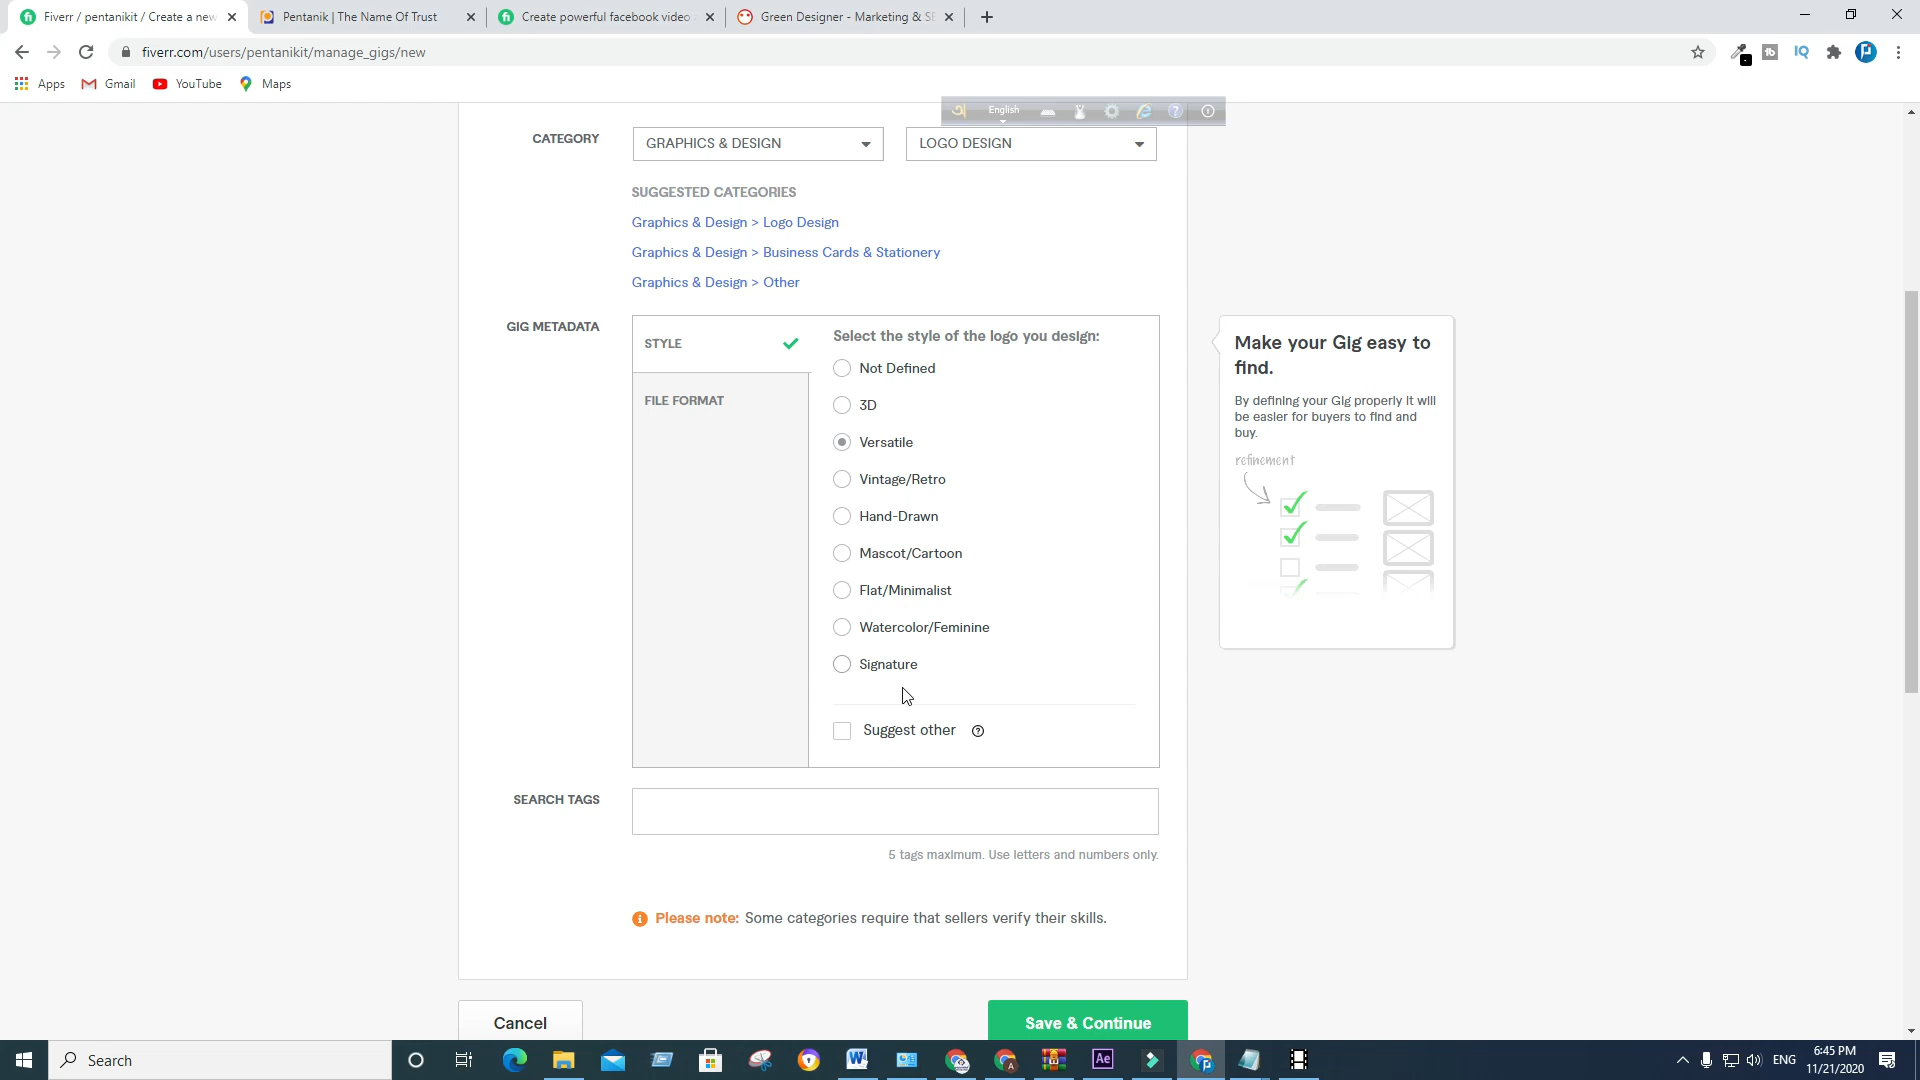 Fiverr / pentanikit / Create a new
Pentanik | The Name Of Trust
Create powerful facebook video
Green Designer - Marketing & SE
fiverr.com/users/pentanikit/manage_gigs/new
Apps
Gmail
YouTube
Maps
English
CATEGORY
GRAPHICS & DESIGN
LOGO DESIGN
SUGGESTED CATEGORIES
Graphics & Design > Logo Design
Graphics & Design > Business Cards & Stationery
Graphics & Design > Other
GIG METADATA
STYLE
FILE FORMAT
Select the style of the logo you design:
Not Defined
3D
Versatile
Vintage/Retro
Hand-Drawn
Mascot/Cartoon
Flat/Minimalist
Watercolor/Feminine
Signature
Suggest other
Make your Gig easy to
find.
By defining your Gig properly it will
be easier for buyers to find and
buy.
refinement
SEARCH TAGS
5 tags maximum. Use letters and numbers only.
Please note: Some categories require that sellers verify their skills.
Cancel
Save & Continue
Search
ENG
6:45 PM
11/21/2020